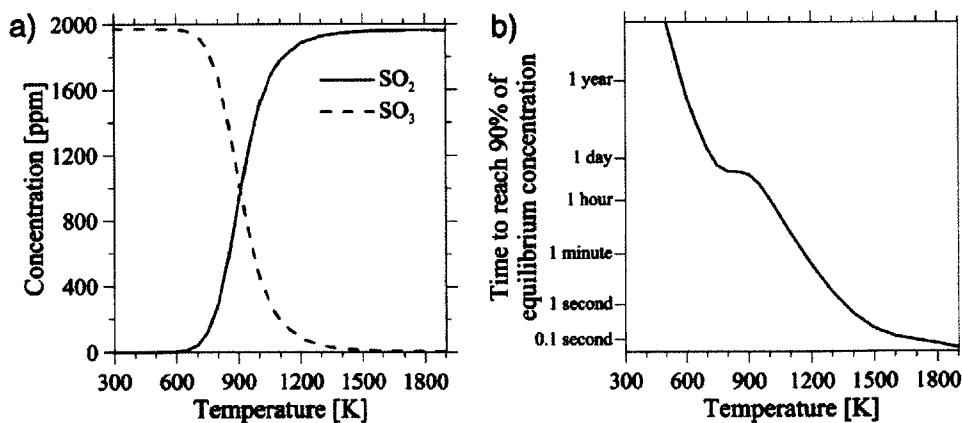 a)
Concentration [ppm]
2000
1600
1200
800
400
0
SO2
SO3
300 600 900 1200 1500 1800
Temperature [K]
b)
Time to reach 90% of
equilibrium concentration
1 year
1 day
1 hour
1 minute
1 second
0.1 second
300 600 900 1200 1500 1800
Temperature [K]